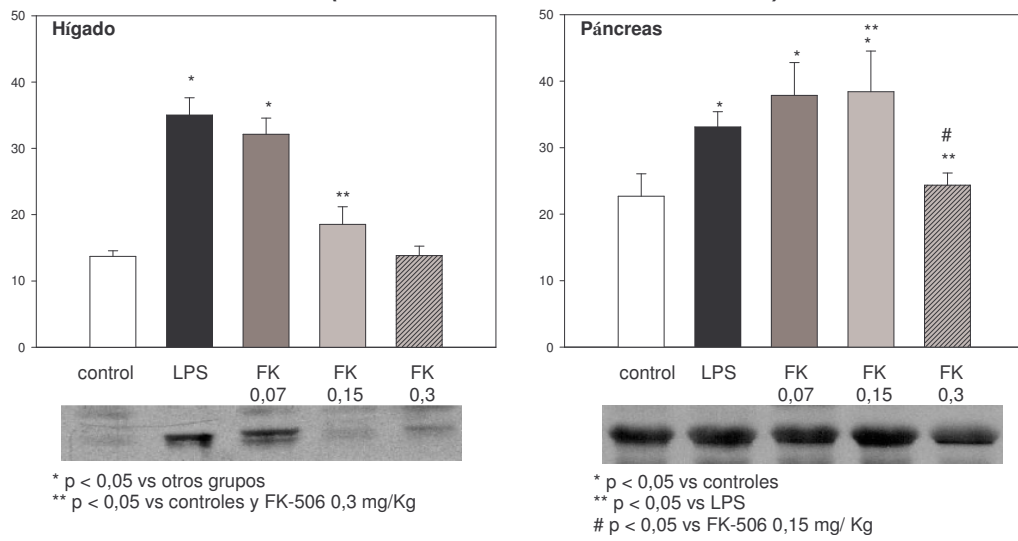 50
40
30
20
10
0
Hígado
*
*
**
control LPS FK FK FK
0,07 0,15 0,3
* p < 0,05 vs otros grupos
** p < 0,05 vs controles y FK-506 0,3 mg/Kg
50
40
30
20
10
0
Páncreas
*
*
**
*
#
**
control LPS FK FK FK
0,07 0,15 0,3
* p < 0,05 vs controles
** p < 0,05 vs LPS
# p < 0,05 vs FK-506 0,15 mg/ Kg